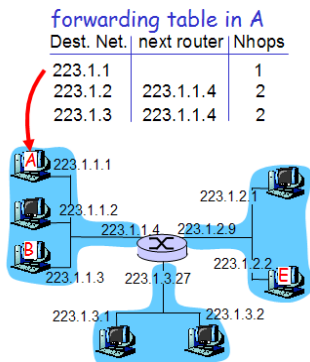 forwarding table in A
Dest. Net. next router Nhops
223.1.1 1
223.1.2 223.1.1.4 2
223.1.3 223.1.1.4 2
A 223.1.1.1
223.1.1.2
223.1.2.1
223.1.1.4 223.1.2.9
B
223.1.1.3
223.1.2.2 E
223.1.3.27
223.1.3.1 223.1.3.2